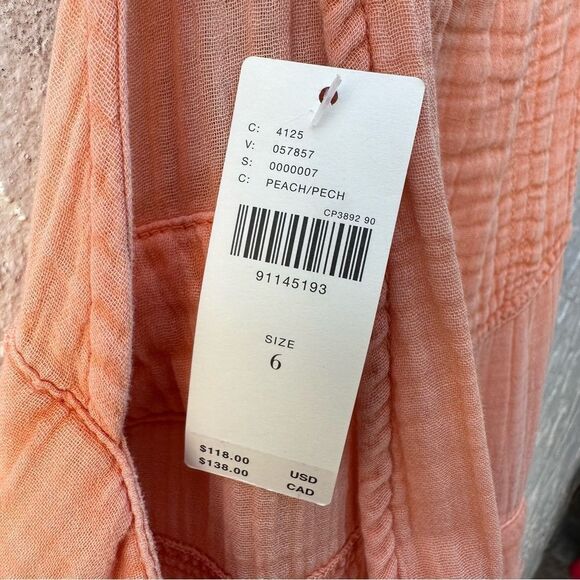 C: 4125
V: 057857
S: 0000007
C: PEACH/PECH
CP3892 90
91145193
SIZE
6
$118.00 USD
$138.00 CAD